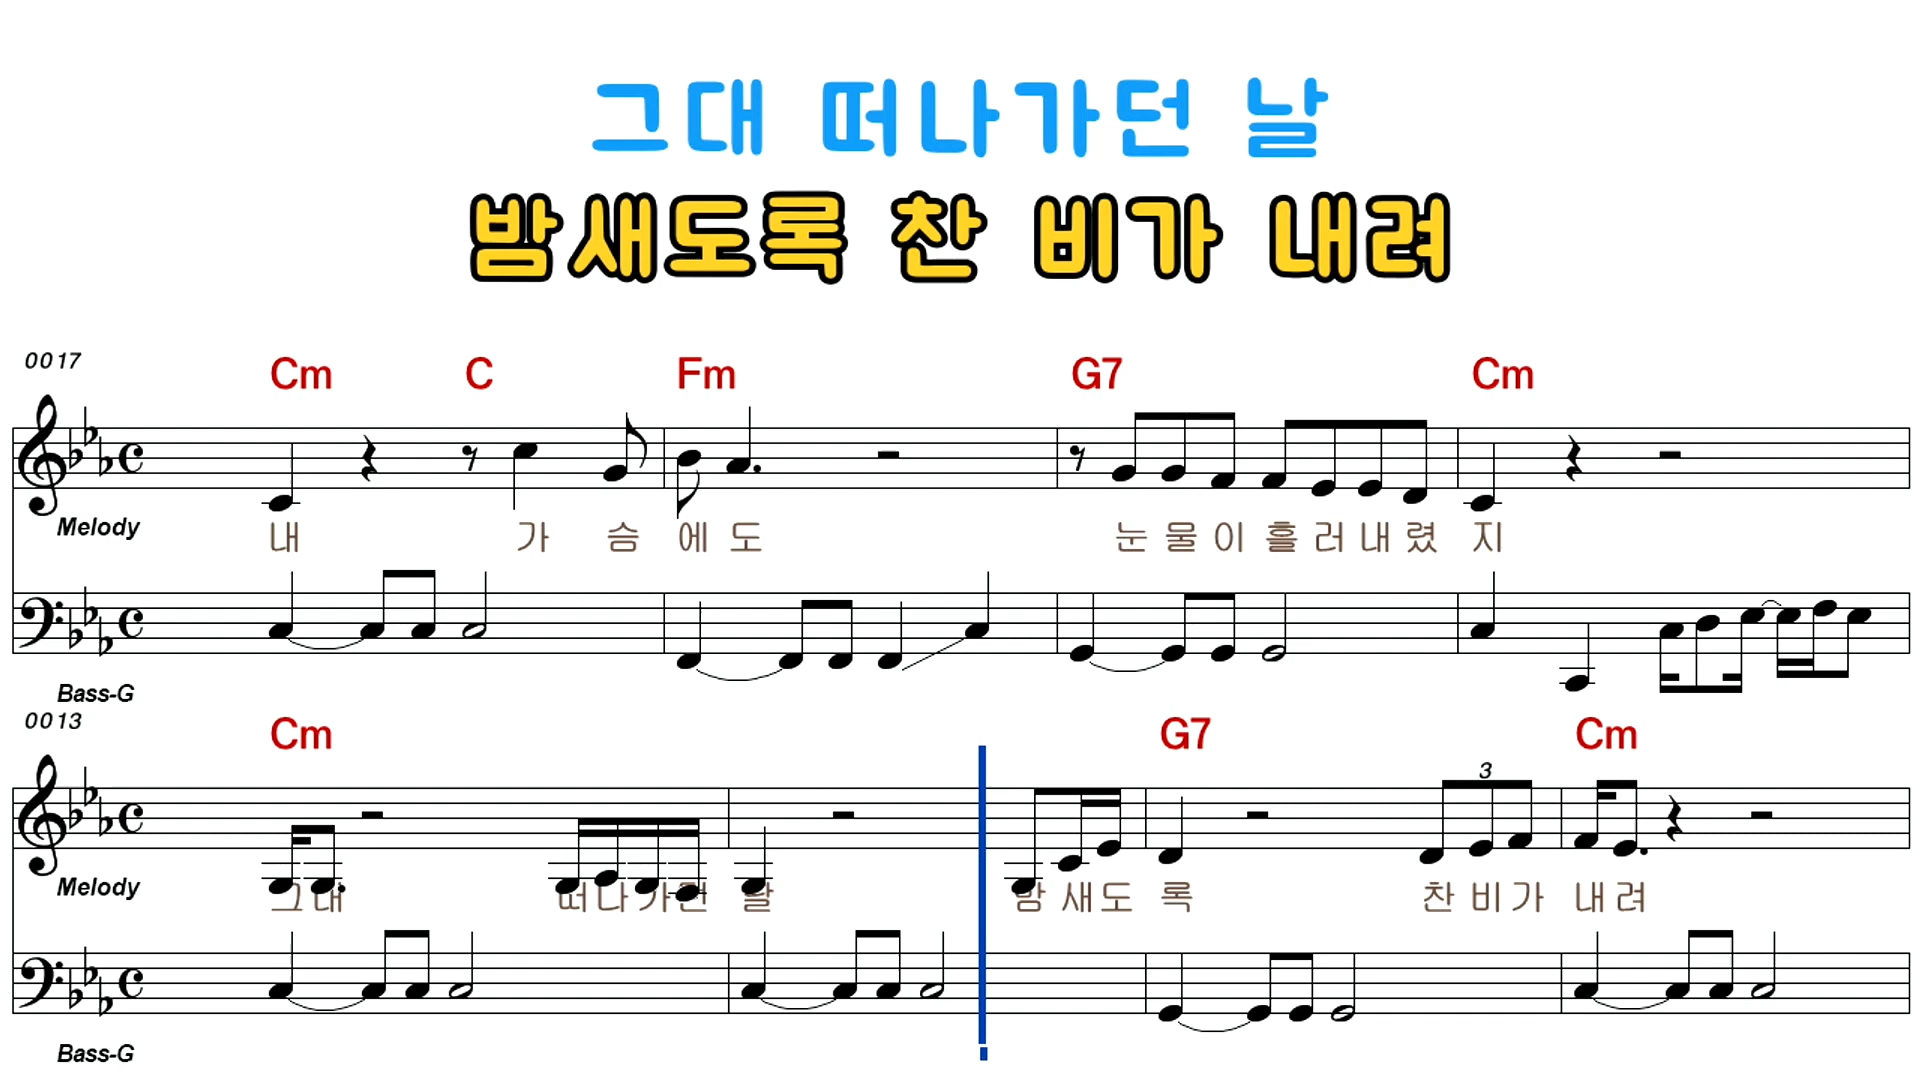 그대 떠나가던 날
밤새도록 찬 비가 내려
0017
Cm C Fm G7 Cm
Melody
내 가 슴 에 도 눈 물 이 흘 러 내 렸 지
Bass-G
0013
Cm G7 Cm
3
Melody
그 대 떠 나 가 던 날 밤 새 도 록 찬 비 가 내 려
Bass-G